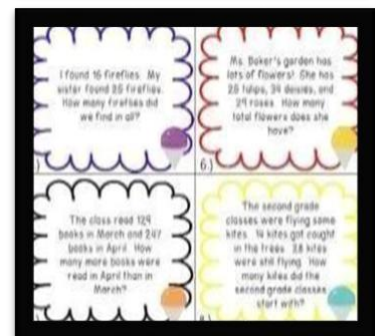 I found 16 fireflies. My
sister found 25 fireflies.
How many fireflies did
we find in all?
)
Ms. Baker's garden has
lots of flowers! She has
25 tulips, 34 daisies, and
29 roses. How many
total flowers does she
have?
6.)
The class read 129
books in March and 247
books in April. How
many more books were
read in April than in
March?
The second grade
classes were flying some
kites. 14 kites got caught
in the trees. 28 kites
were still flying. How
many kites did the
second grade classes
start with?